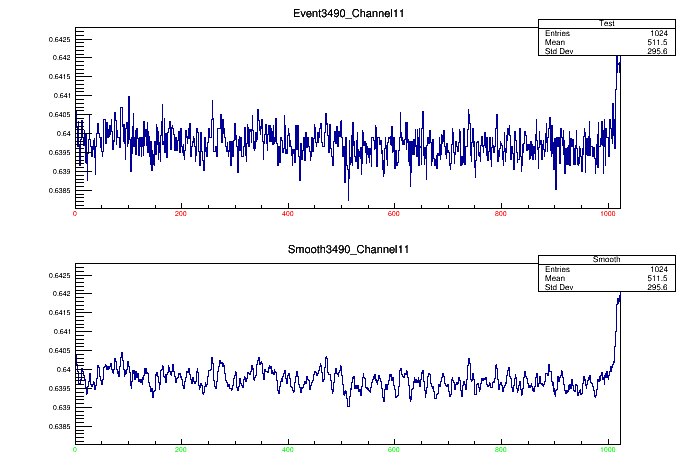 Event3490_Channel11
Test
Entries 1024
Mean 511.5
Std Dev 295.6
0.6425
0.642
0.6415
0.641
0.6405
0.64
0.6395
0.639
0.6385
0 200 400 600 800 1000
Smooth3490_Channel11
Smooth
Entries 1024
Mean 511.5
Std Dev 295.6
0.6425
0.642
0.6415
0.641
0.6405
0.64
0.6395
0.639
0.6385
0 200 400 600 800 1000